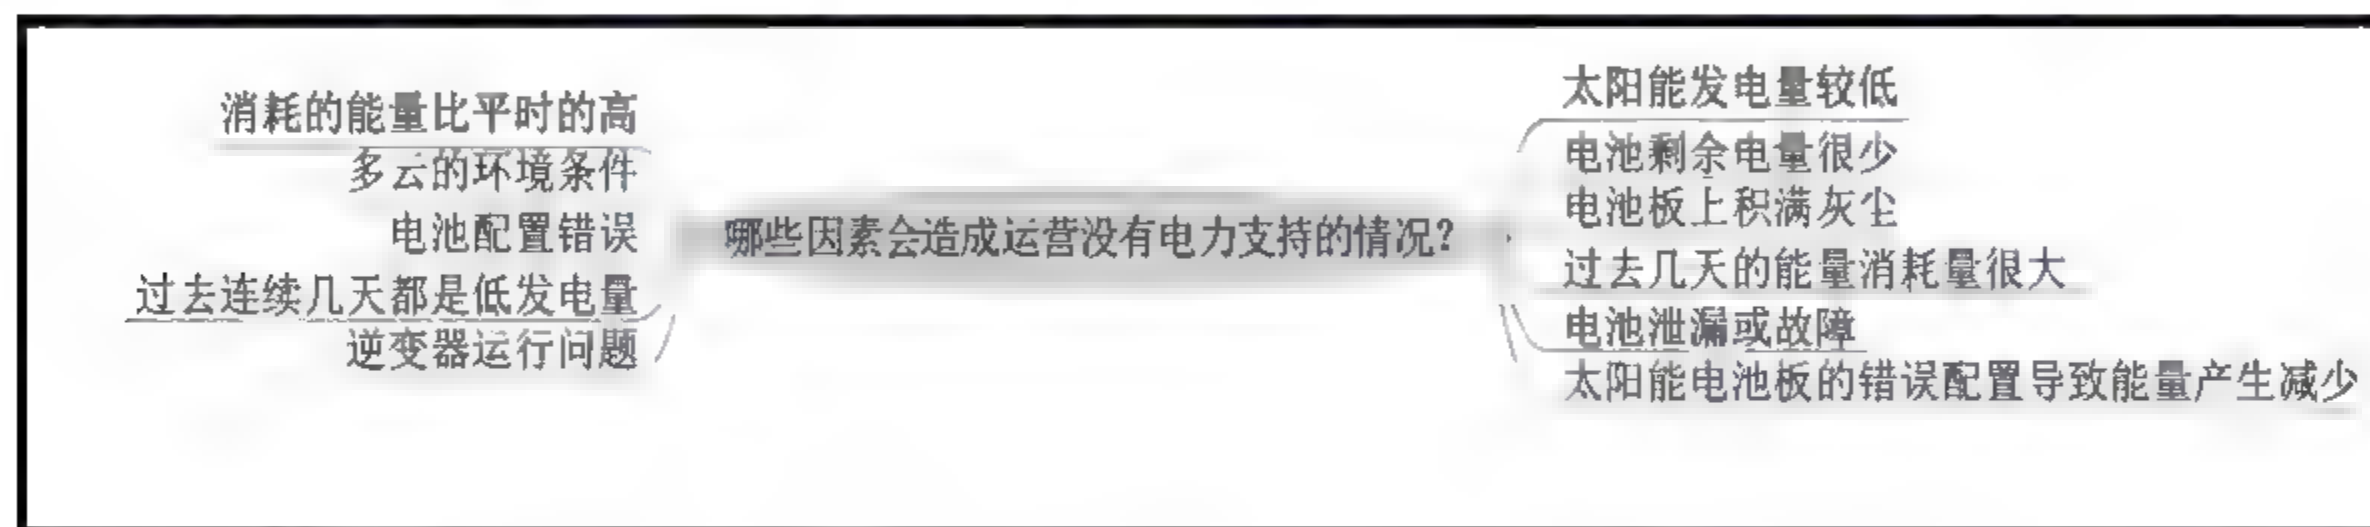 消耗的能量比平时的高
多云的环境条件
电池配置错误
过去连续几天都是低发电量
逆变器运行问题
哪些因素会造成运营没有电力支持的情况?
太阳能发电量较低
电池剩余电量很少
电池板上积满灰尘
过去几天的能量消耗量很大
电池泄漏或故障
太阳能电池板的错误配置导致能量产生减少